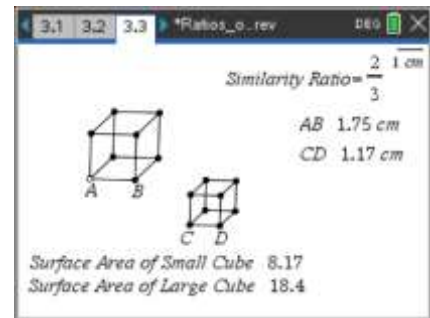 3.1 3.2 3.3 *Ratios_o...rev DEG
1 cm
Similarity Ratio= 2/3
AB 1.75 cm
CD 1.17 cm
A B
C D
Surface Area of Small Cube 8.17
Surface Area of Large Cube 18.4